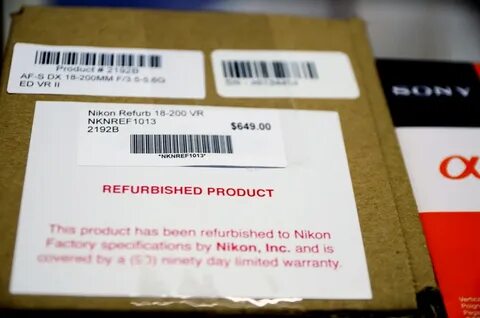 Product # 2192B
AF-S DX 18-200MM F/3.5-5.6G
ED VR II
Nikon Refurb 18-200 VR
NKNREF1013
2192B
$649.00
*NKNREF1013*
REFURBISHED PRODUCT
This product has been refurbished to Nikon
Factory specifications by Nikon, Inc. and is
covered by a (90) ninety day limited warranty.
SONY
α